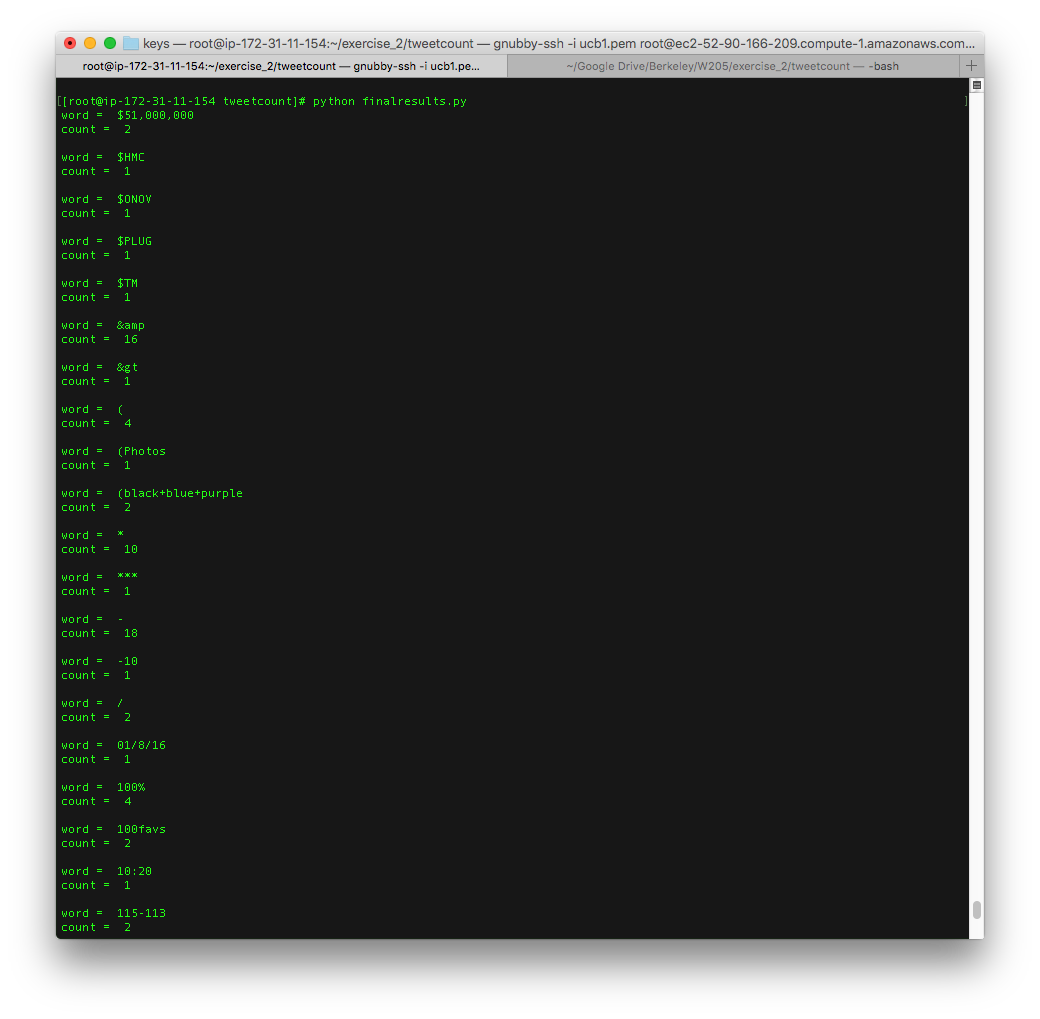 keys — root@ip-172-31-11-154:~/exercise_2/tweetcount — gnubby-ssh -i ucb1.pem root@ec2-52-90-166-209.compute-1.amazonaws.com...
root@ip-172-31-11-154:~/exercise_2/tweetcount — gnubby-ssh -i ucb1.pe... ~/Google Drive/Berkeley/W205/exercise_2/tweetcount — -bash +
[[root@ip-172-31-11-154 tweetcount]# python finalresults.py ]
word = $51,000,000
count = 2
word = $HMC
count = 1
word = $ONOV
count = 1
word = $PLUG
count = 1
word = $TM
count = 1
word = &amp
count = 16
word = &gt
count = 1
word = (
count = 4
word = (Photos
count = 1
word = (black+blue+purple
count = 2
word = *
count = 10
word = ***
count = 1
word = -
count = 18
word = -10
count = 1
word = /
count = 2
word = 01/8/16
count = 1
word = 100%
count = 4
word = 100favs
count = 2
word = 10:20
count = 1
word = 115-113
count = 2